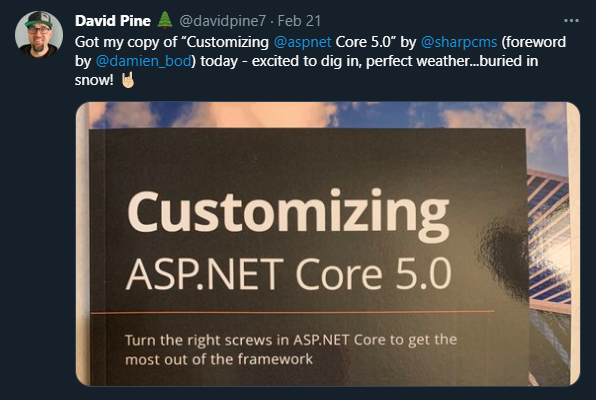 David Pine 🌲 @davidpine7 · Feb 21
Got my copy of “Customizing @aspnet Core 5.0” by @sharpcms (foreword
by @damien_bod) today - excited to dig in, perfect weather...buried in
snow! 🤘🏻
Customizing
ASP.NET Core 5.0
Turn the right screws in ASP.NET Core to get the
most out of the framework